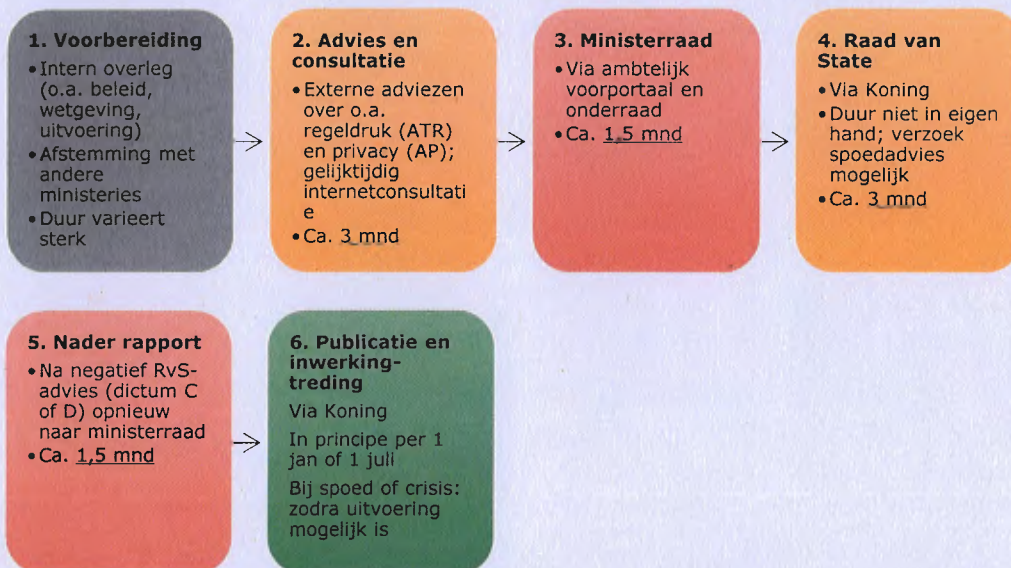 1. Voorbereiding
• Intern overleg
(o.a. beleid,
wetgeving,
uitvoering)
• Afstemming met
andere
ministeries
• Duur varieert
sterk
2. Advies en
consultatie
• Externe adviezen
over o.a.
regeldruk (ATR)
en privacy (AP);
gelijktijdig
internetconsultati
e
• Ca. 3 mnd
3. Ministerraad
• Via ambtelijk
voorportaal en
onderraad
• Ca. 1,5 mnd
4. Raad van
State
• Via Koning
• Duur niet in eigen
hand; verzoek
spoedadvies
mogelijk
• Ca. 3 mnd
5. Nader rapport
• Na negatief RvS-
advies (dictum C
of D) opnieuw
naar ministerraad
• Ca. 1,5 mnd
6. Publicatie en
inwerking-
treding
Via Koning
In principe per 1
jan of 1 juli
Bij spoed of crisis:
zodra uitvoering
mogelijk is